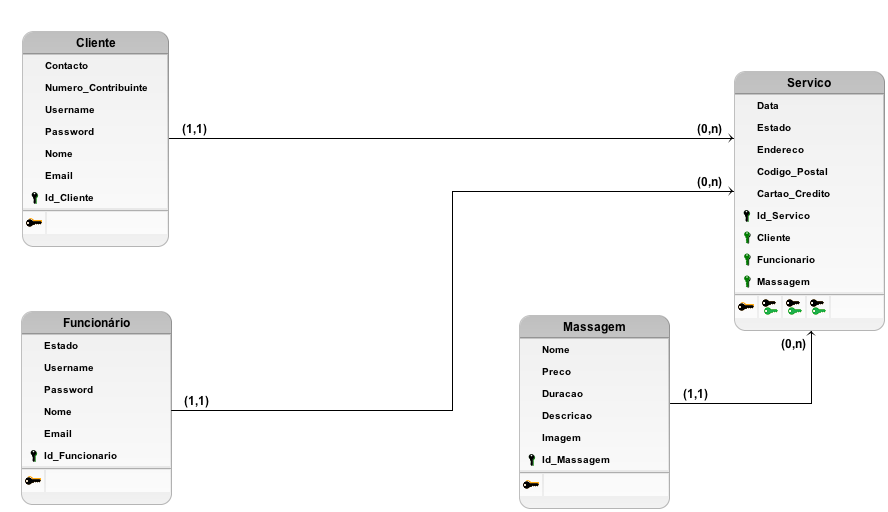 Cliente
Contacto
Numero_Contribuinte
Username
Password
Nome
Email
Id_Cliente
(1,1)
(0,n)
Servico
Data
Estado
Endereco
Codigo_Postal
Cartao_Credito
Id_Servico
Cliente
Funcionario
Massagem
(0,n)
Funcionário
Estado
Username
Password
Nome
Email
Id_Funcionario
(1,1)
Massagem
Nome
Preco
Duracao
Descricao
Imagem
Id_Massagem
(1,1)
(0,n)